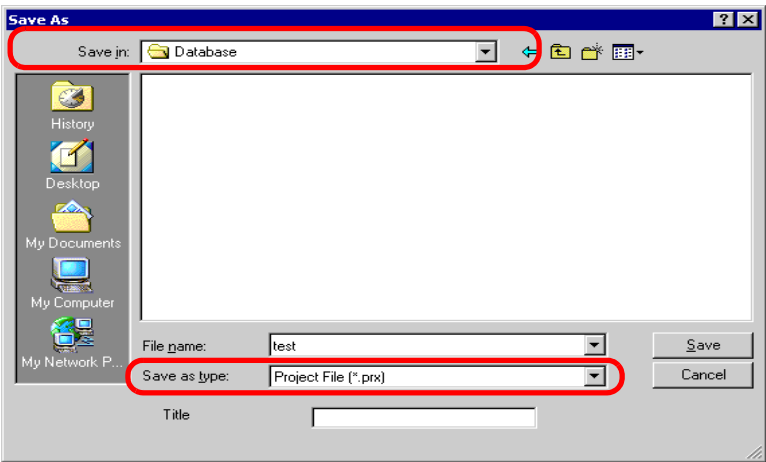 Save As
Save in: Database
History
Desktop
My Documents
My Computer
My Network P...
File name: test Save
Save as type: Project File (*.prx) Cancel
Title